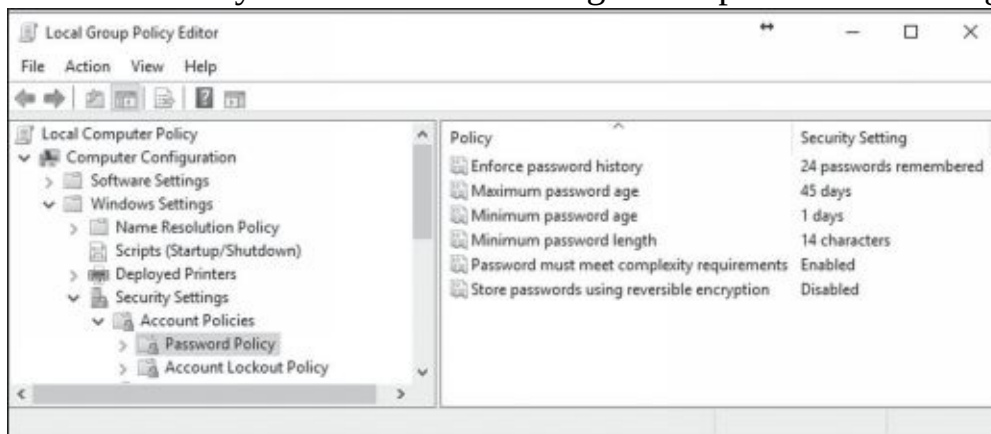 Local Group Policy Editor
File Action View Help
Local Computer Policy
Computer Configuration
Software Settings
Windows Settings
Name Resolution Policy
Scripts (Startup/Shutdown)
Deployed Printers
Security Settings
Account Policies
Password Policy
Account Lockout Policy
Policy Security Setting
Enforce password history 24 passwords remembered
Maximum password age 45 days
Minimum password age 1 days
Minimum password length 14 characters
Password must meet complexity requirements Enabled
Store passwords using reversible encryption Disabled